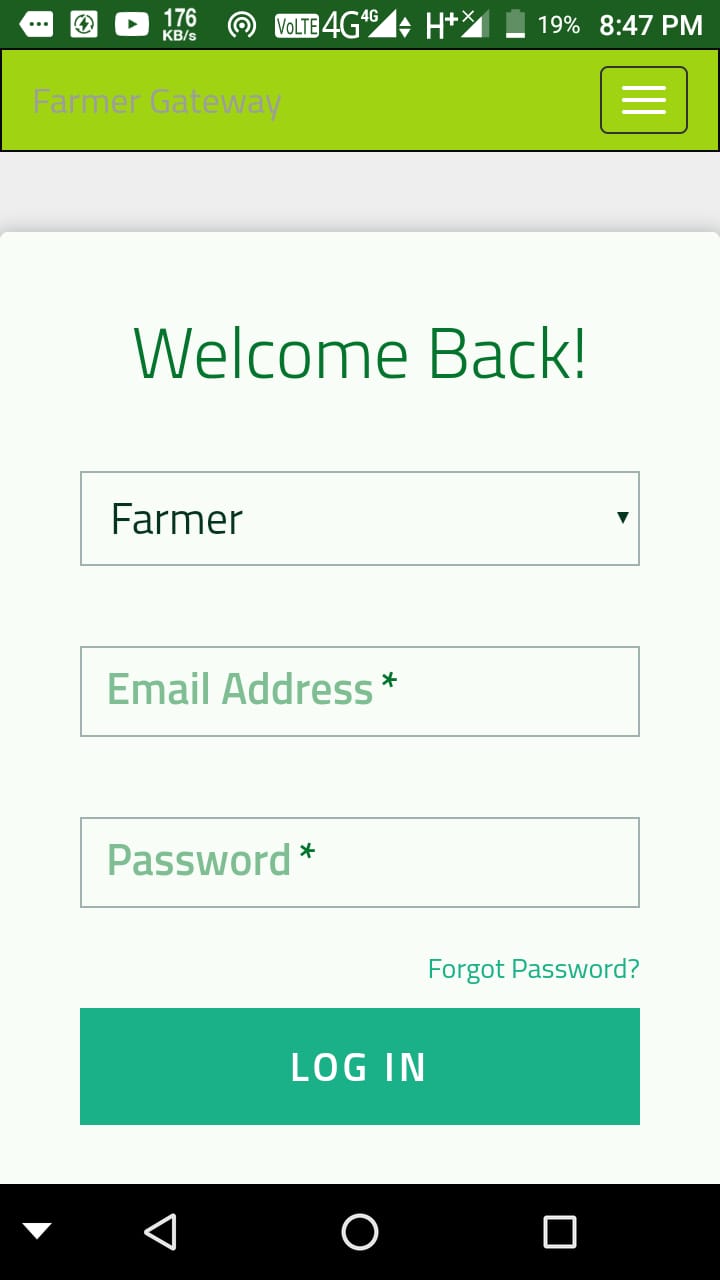 176 KB/s VoLTE 4G 4G H+ 19% 8:47 PM
Farmer Gateway
Welcome Back!
Farmer
Email Address *
Password *
Forgot Password?
LOG IN